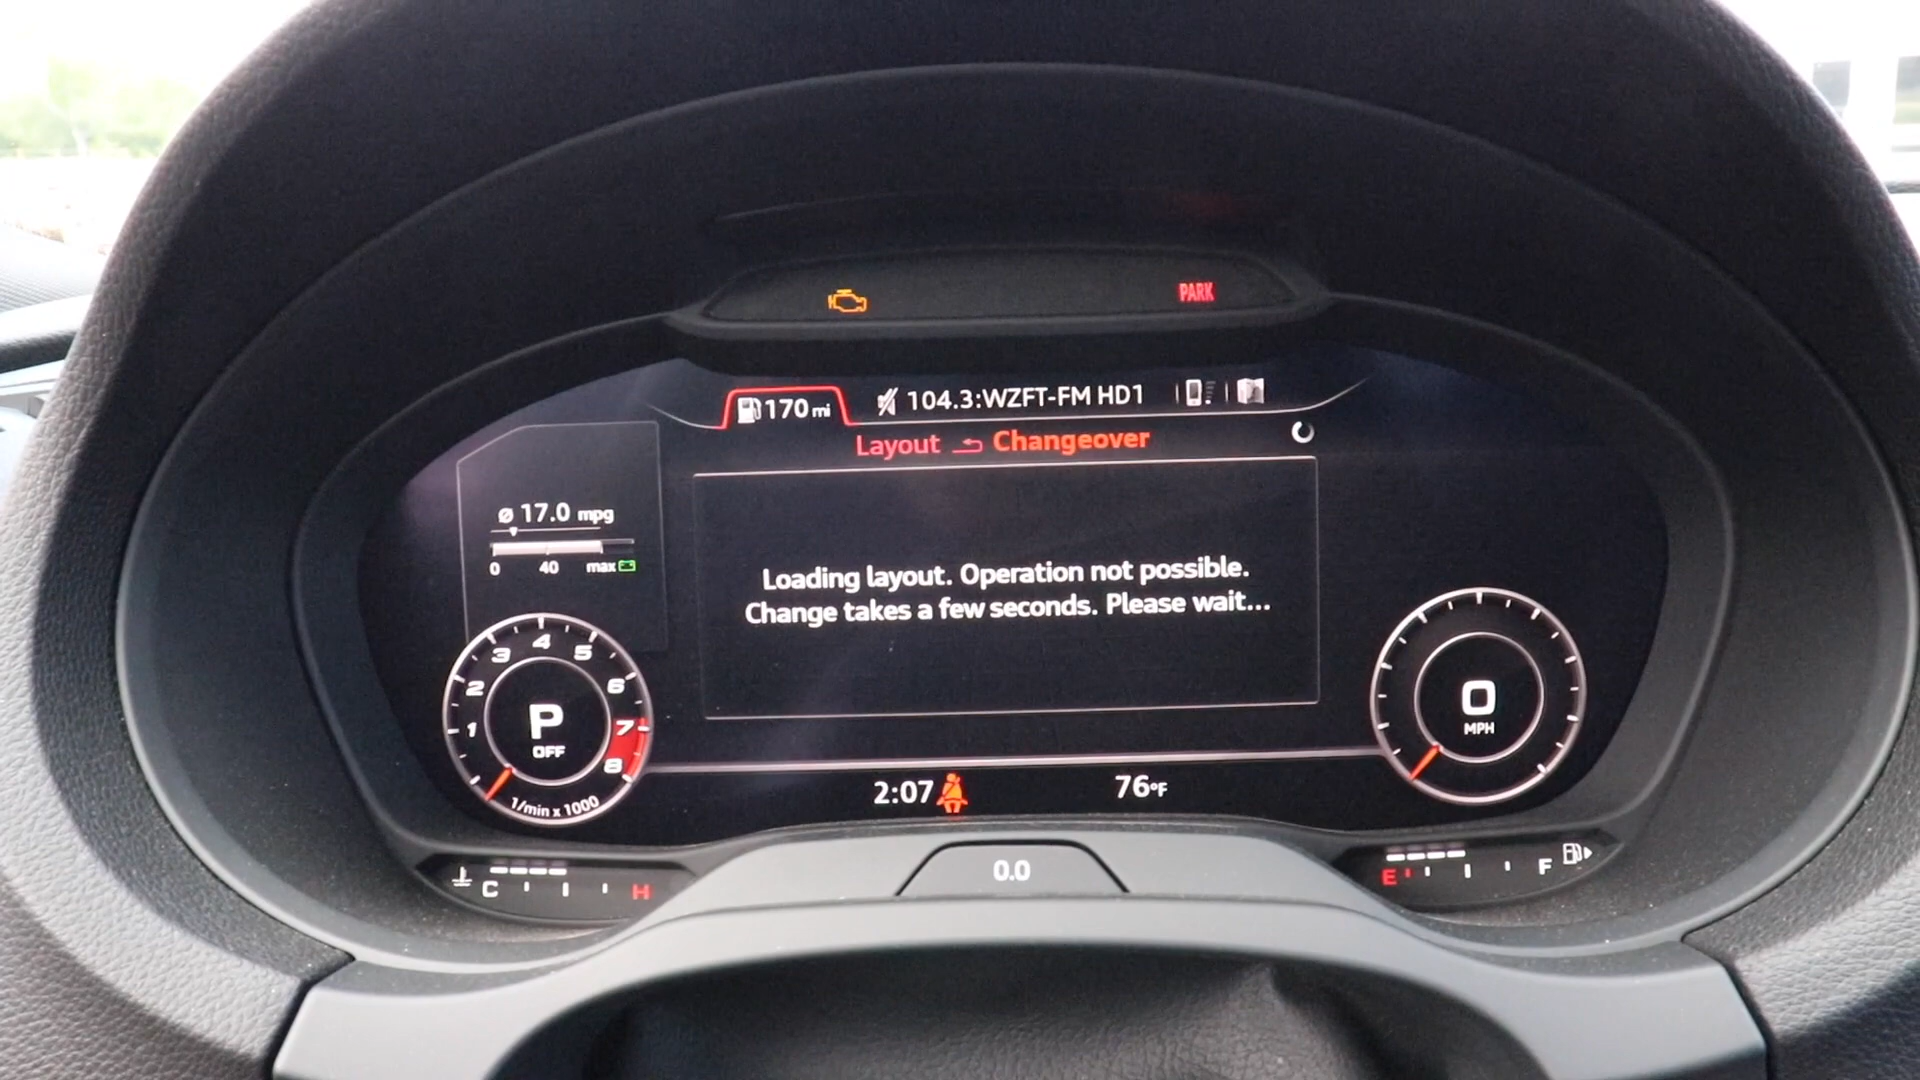 PARK
170 mi
104.3:WZFT-FM HD1
Layout Changeover
Ø 17.0 mpg
0 40 max
Loading layout. Operation not possible.
Change takes a few seconds. Please wait...
1 2 3 4 5 6 7 8
P
OFF
1/min x 1000
0
MPH
2:07
76°F
C H
0.0
E F